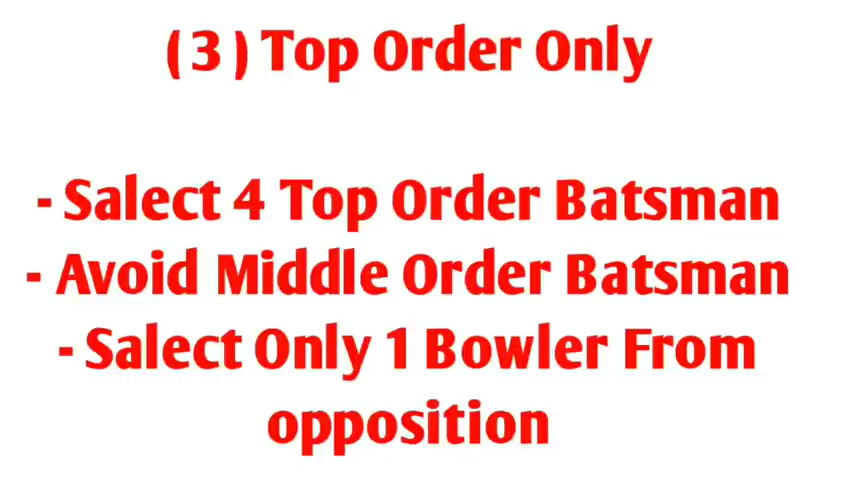 (3) Top Order Only
- Salect 4 Top Order Batsman
- Avoid Middle Order Batsman
- Salect Only 1 Bowler From
opposition